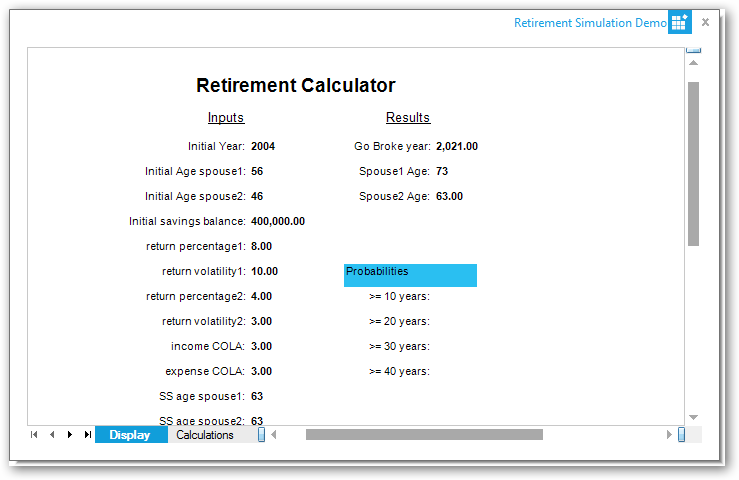 Retirement Simulation Demo
Retirement Calculator
Inputs Results
Initial Year: 2004 Go Broke year: 2,021.00
Initial Age spouse1: 56 Spouse1 Age: 73
Initial Age spouse2: 46 Spouse2 Age: 63.00
Initial savings balance: 400,000.00
return percentage1: 8.00
return volatility1: 10.00 Probabilities
return percentage2: 4.00 >= 10 years:
return volatility2: 3.00 >= 20 years:
income COLA: 3.00 >= 30 years:
expense COLA: 3.00 >= 40 years:
SS age spouse1: 63
SS age spouse2: 63
Display Calculations